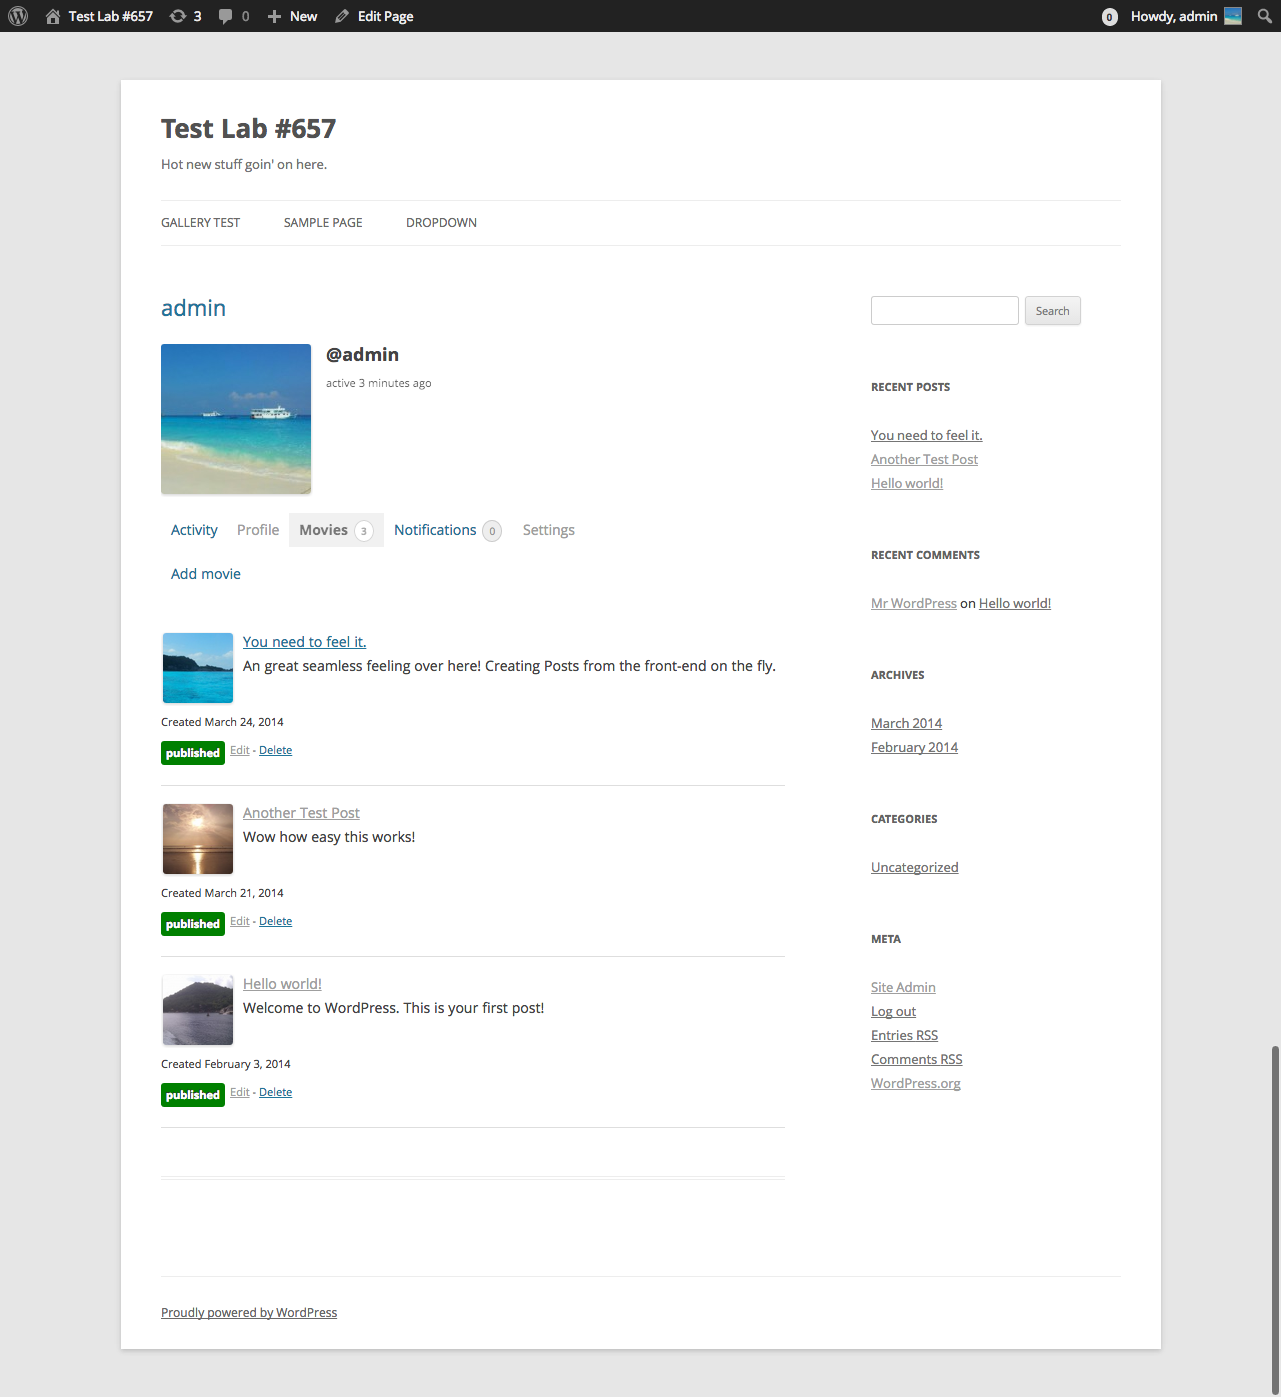 Test Lab #657 3 0 New Edit Page 0 Howdy, admin
Test Lab #657
Hot new stuff goin' on here.
GALLERY TEST SAMPLE PAGE DROPDOWN
admin
@admin
active 3 minutes ago
Activity Profile Movies 3 Notifications 0 Settings
Add movie
You need to feel it.
An great seamless feeling over here! Creating Posts from the front-end on the fly.
Created March 24, 2014
published Edit - Delete
Another Test Post
Wow how easy this works!
Created March 21, 2014
published Edit - Delete
Hello world!
Welcome to WordPress. This is your first post!
Created February 3, 2014
published Edit - Delete
Search
RECENT POSTS
You need to feel it.
Another Test Post
Hello world!
RECENT COMMENTS
Mr WordPress on Hello world!
ARCHIVES
March 2014
February 2014
CATEGORIES
Uncategorized
META
Site Admin
Log out
Entries RSS
Comments RSS
WordPress.org
Proudly powered by WordPress